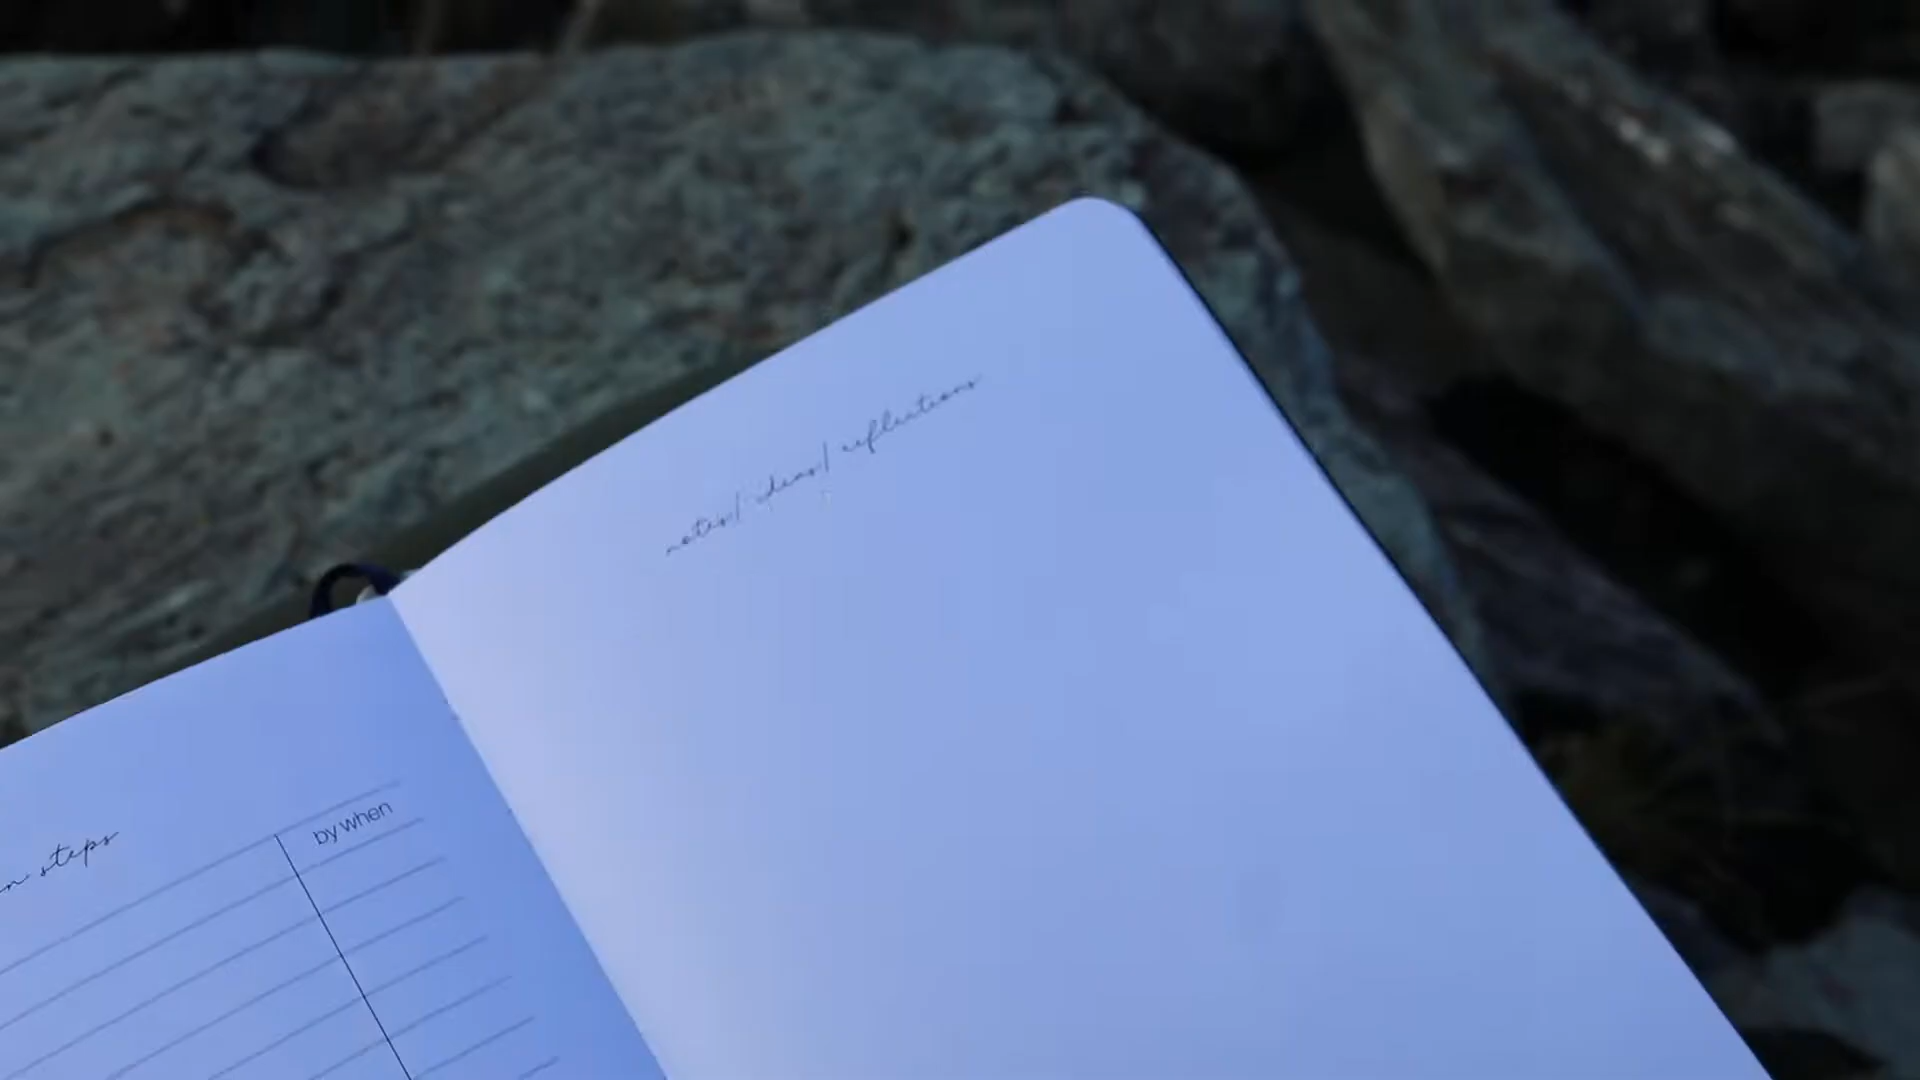 n steps
by when
notes/ ideas/ reflections